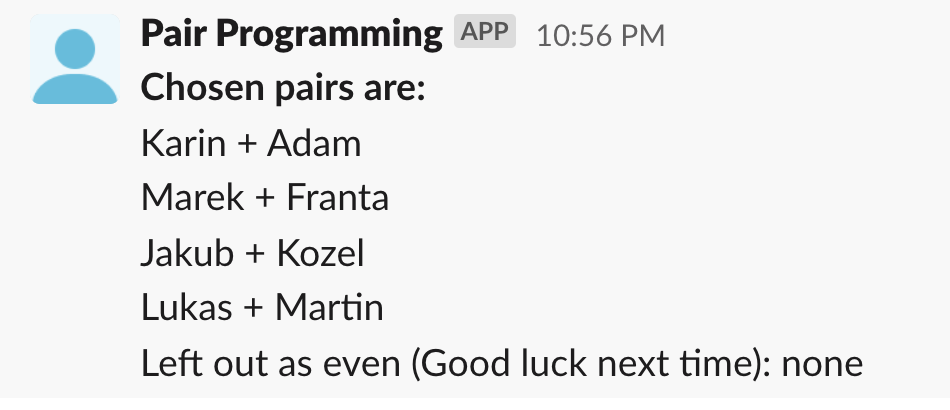 Pair Programming APP 10:56 PM
Chosen pairs are:
Karin + Adam
Marek + Franta
Jakub + Kozel
Lukas + Martin
Left out as even (Good luck next time): none